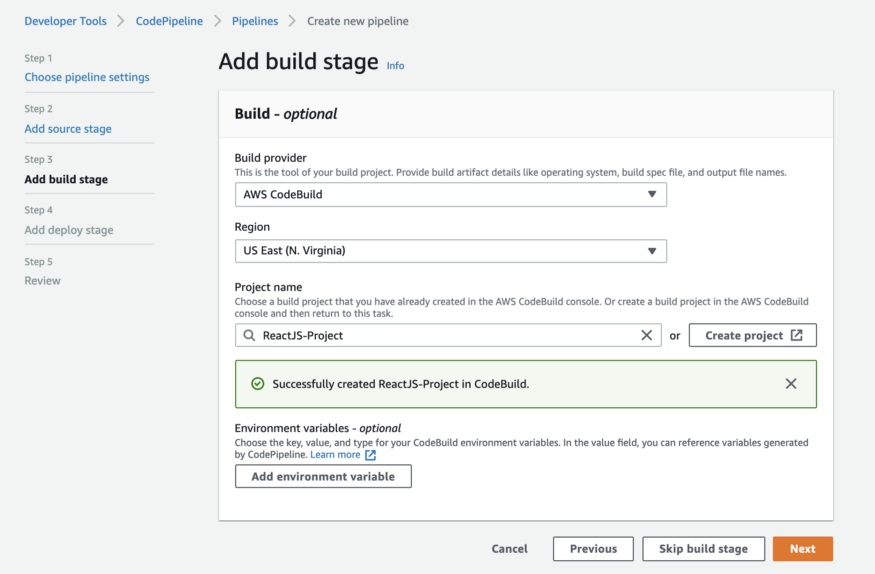 Developer Tools > CodePipeline > Pipelines > Create new pipeline
Step 1
Choose pipeline settings
Step 2
Add source stage
Step 3
Add build stage
Step 4
Add deploy stage
Step 5
Review
Add build stage Info
Build - optional
Build provider
This is the tool of your build project. Provide build artifact details like operating system, build spec file, and output file names.
AWS CodeBuild
Region
US East (N. Virginia)
Project name
Choose a build project that you have already created in the AWS CodeBuild console. Or create a build project in the AWS CodeBuild
console and then return to this task.
ReactJS-Project or Create project
Successfully created ReactJS-Project in CodeBuild.
Environment variables - optional
Choose the key, value, and type for your CodeBuild environment variables. In the value field, you can reference variables generated
by CodePipeline. Learn more
Add environment variable
Cancel Previous Skip build stage Next